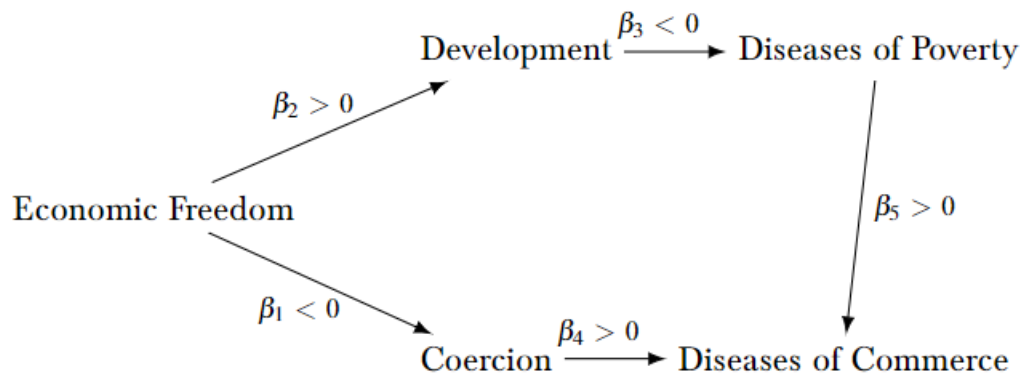 β₃ < 0
Development
Diseases of Poverty
β₂ > 0
Economic Freedom
β₅ > 0
β₁ < 0
β₄ > 0
Coercion
Diseases of Commerce